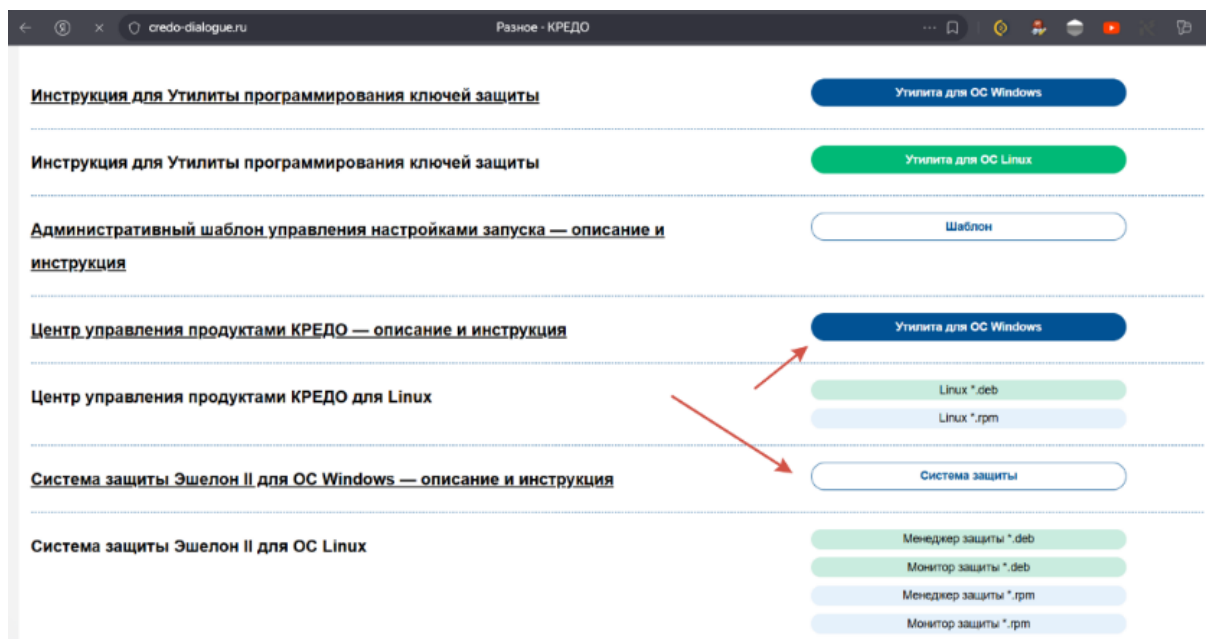 credo-dialogue.ru
Разное - КРЕДО
Инструкция для Утилиты программирования ключей защиты
Утилита для ОС Windows
Инструкция для Утилиты программирования ключей защиты
Утилита для ОС Linux
Административный шаблон управления настройками запуска — описание и
инструкция
Шаблон
Центр управления продуктами КРЕДО — описание и инструкция
Утилита для ОС Windows
Центр управления продуктами КРЕДО для Linux
Linux *.deb
Linux *.rpm
Система защиты Эшелон II для ОС Windows — описание и инструкция
Система защиты
Система защиты Эшелон II для ОС Linux
Менеджер защиты *.deb
Монитор защиты *.deb
Менеджер защиты *.rpm
Монитор защиты *.rpm